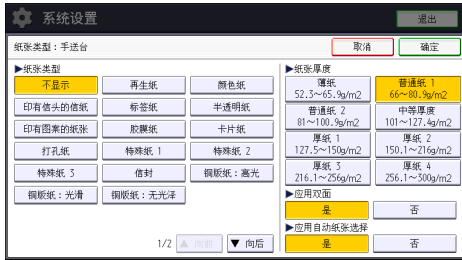 系统设置
退出
纸张类型：手送台
取消
确定
▶纸张类型
不显示
再生纸
颜色纸
印有信头的信纸
标签纸
半透明纸
印有图案的纸张
胶膜纸
卡片纸
打孔纸
特殊纸 1
特殊纸 2
特殊纸 3
信封
铜版纸：高光
铜版纸：光滑
铜版纸：无光泽
1/2
▲ 向前
▼ 向后
▶纸张厚度
薄纸
52.3～65.9g/m2
普通纸 1
66～80.9g/m2
普通纸 2
81～100.9g/m2
中等厚度
101～127.4g/m2
厚纸 1
127.5～150g/m2
厚纸 2
150.1～216g/m2
厚纸 3
216.1～256g/m2
厚纸 4
256.1～300g/m2
▶应用双面
是
否
▶应用自动纸张选择
是
否